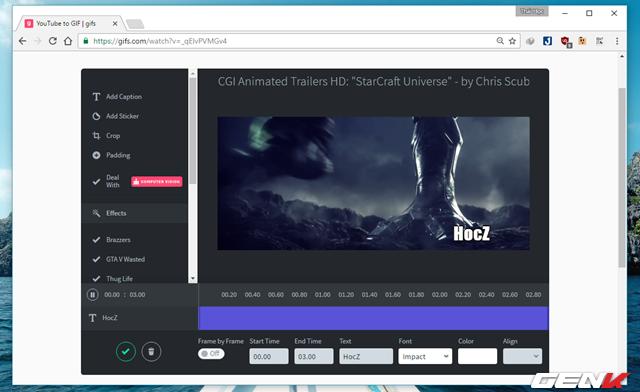 Thái Học
YouTube to GIF | gifs
https://gifs.com/watch?v=_qEIvPVMGv4
CGI Animated Trailers HD: "StarCraft Universe" - by Chris Scub
Add Caption
Add Sticker
Crop
Padding
Deal With
KOMPUTER VISION
Effects
Brazzers
GTA V Wasted
Thug Life
HocZ
00.00 : 03.00
00.20 00.40 00.60 00.80 01.00 01.20 01.40 01.60 01.80 02.00 02.20 02.40 02.60 02.80
HocZ
Frame by Frame Start Time End Time Text Font Color Align
Off 00.00 03.00 HocZ Impact
GENK